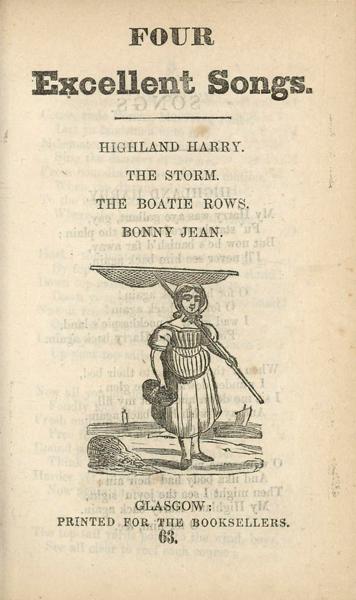 FOUR
Excellent Songs.
HIGHLAND HARRY.
THE STORM.
THE BOATIE ROWS.
BONNY JEAN.
GLASGOW:
PRINTED FOR THE BOOKSELLERS.
63.